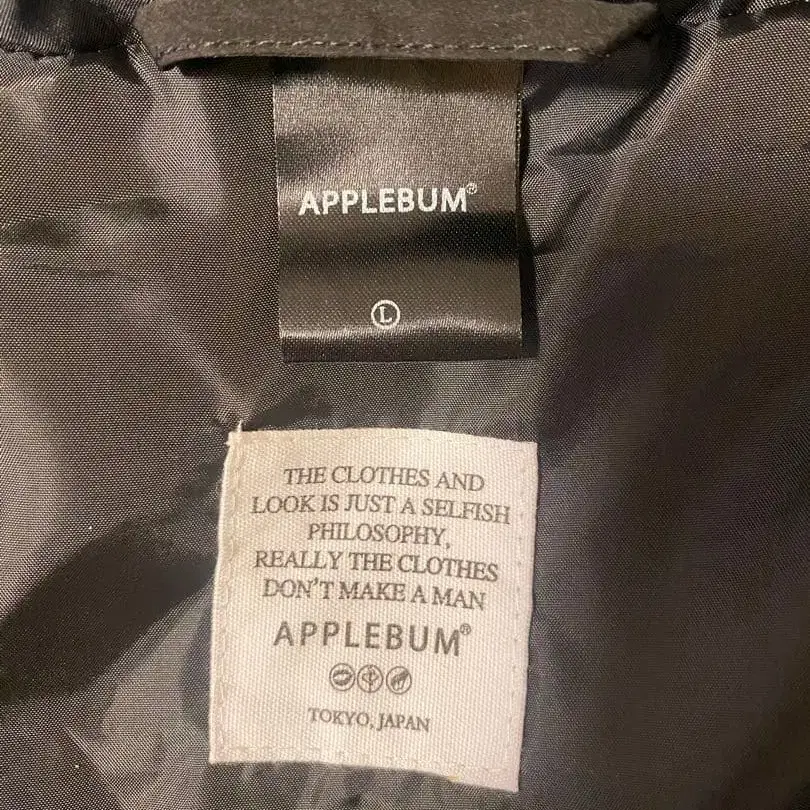 APPLEBUM®
L
THE CLOTHES AND
LOOK IS JUST A SELFISH
PHILOSOPHY,
REALLY THE CLOTHES
DON'T MAKE A MAN
APPLEBUM®
TOKYO, JAPAN